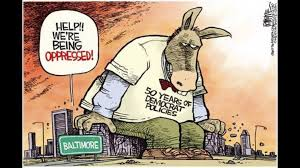 HELP!!
WE'RE
BEING
OPPRESSED!
50 YEARS OF
DEMOCRAT
POLICIES
BALTIMORE